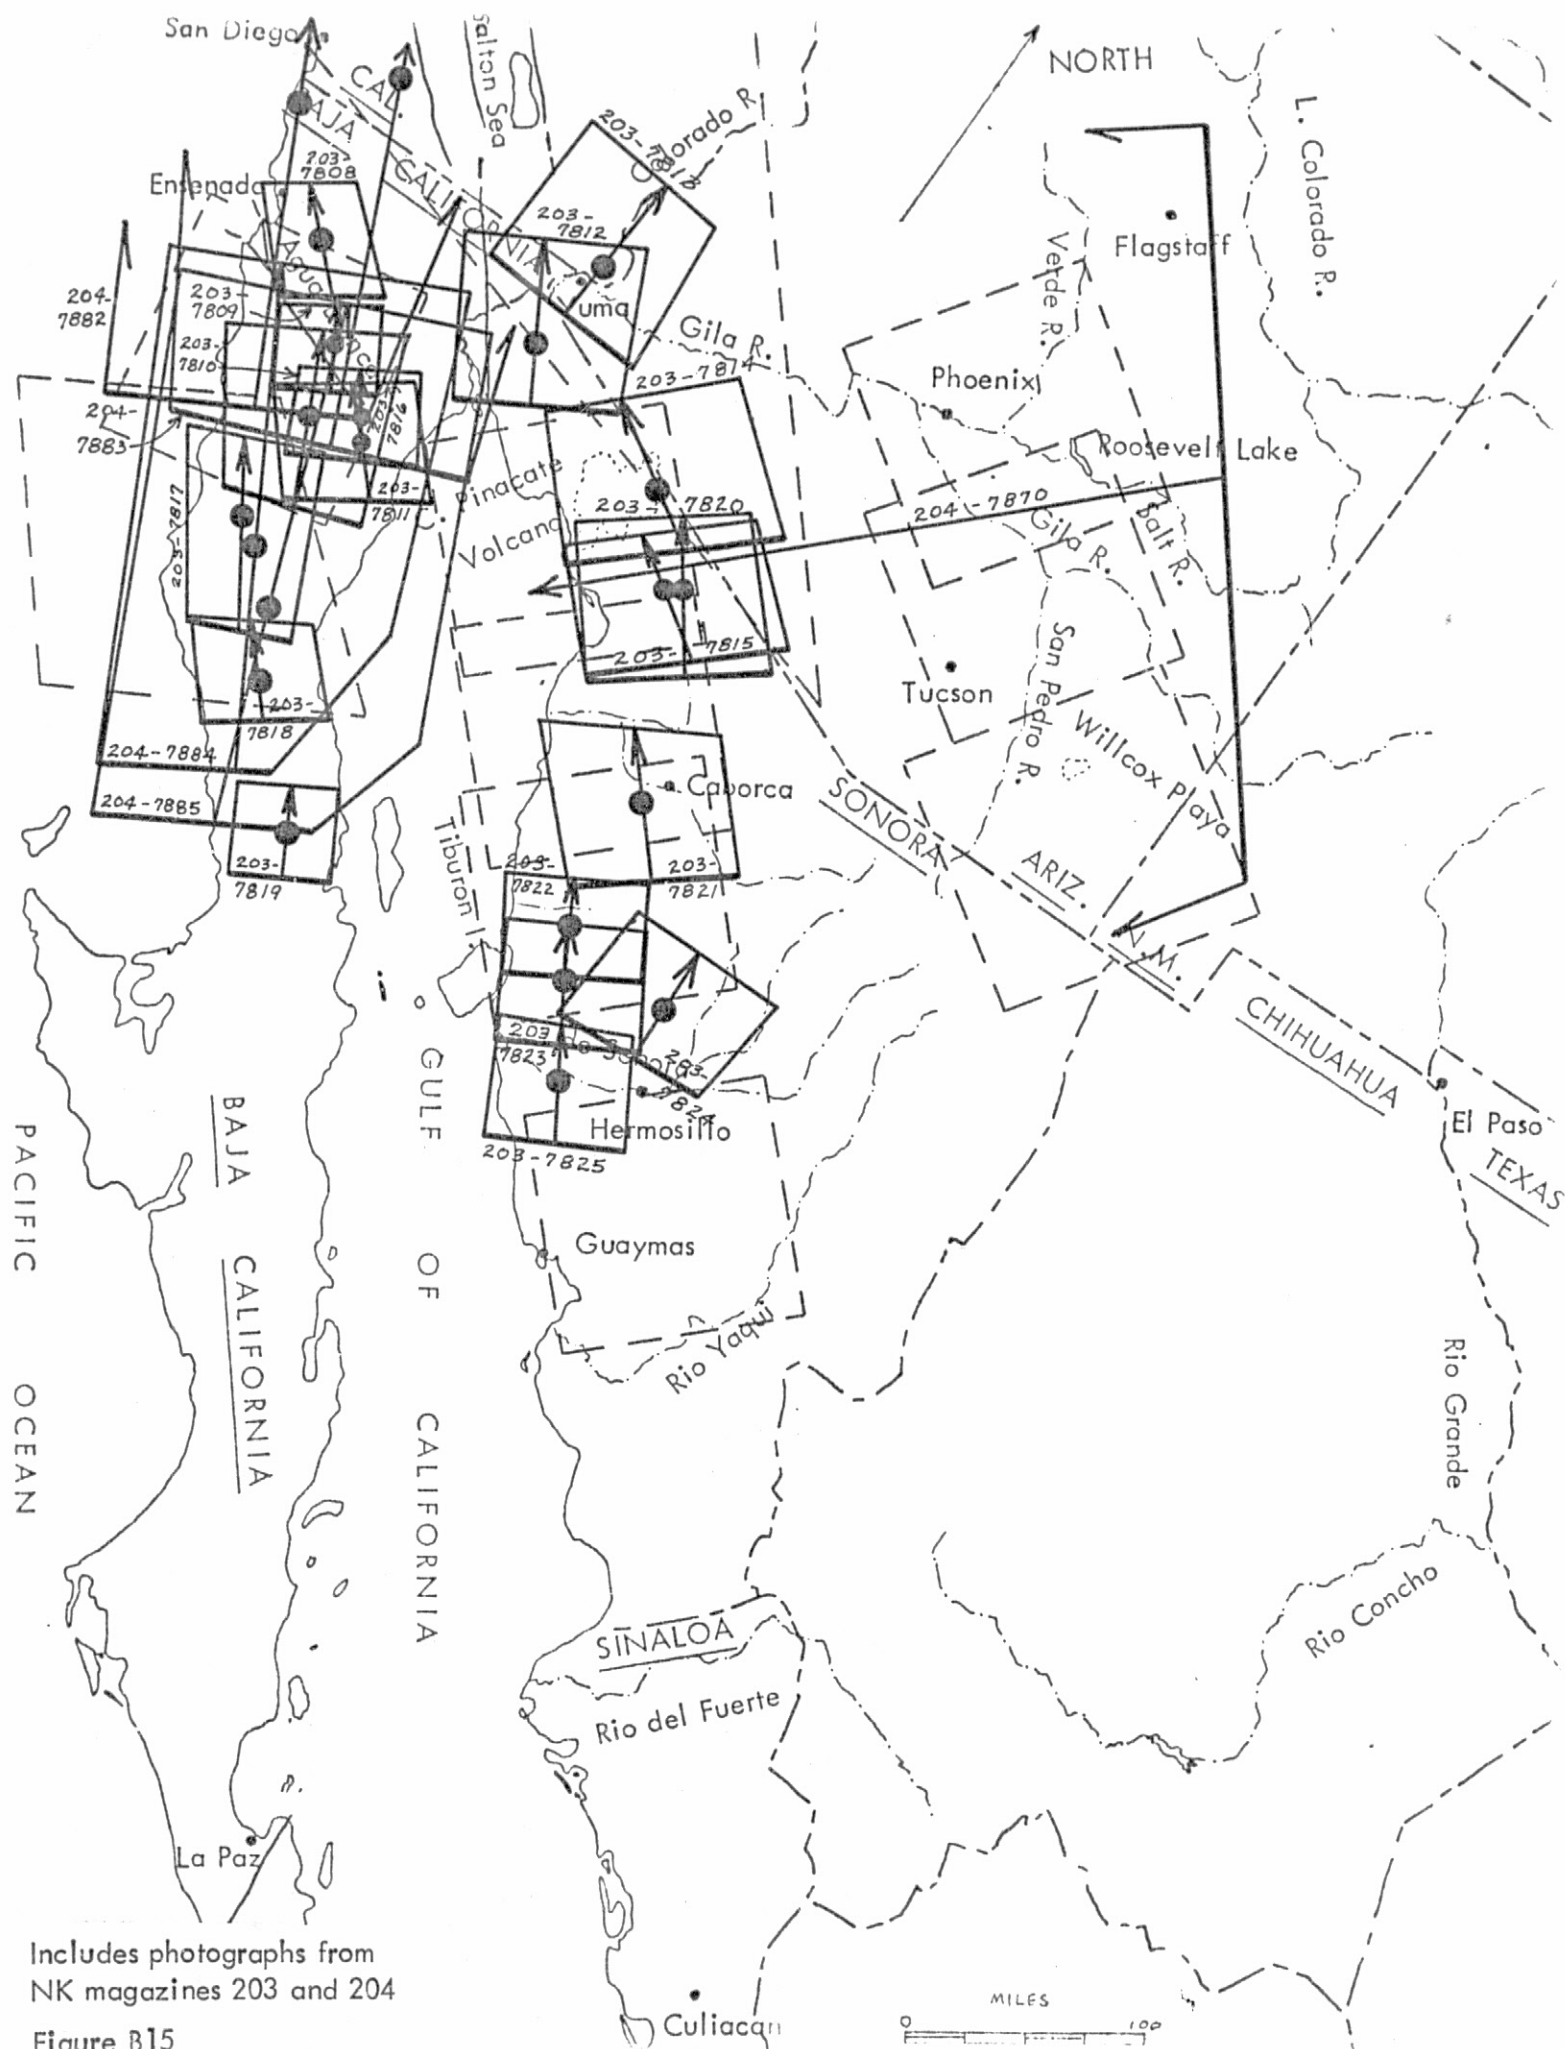 San Diego
CAL.
BAJA
CALIFORNIA
Salton Sea
Colorado R.
NORTH
L. Colorado R.
203-
7808
Ensenada
203-
7812
Flagstaff
Verde R.
204-
7882
203-
7809
Agua
Yuma
Gila R.
203-
7810
203-
7816
203-7814
Phoenix
204-
7883
Roosevelt Lake
203-
7811
Pinacate
Volcano
203-7817
203-
7820
204-7870
Gila R.
Salt R.
203-
7815
San Pedro R.
Tucson
Willcox Playa
203-
7818
204-7884
204-7885
203-
7819
Caborca
SONORA
ARIZ.
N.M.
Tiburon I.
203-
7822
203-
7821
203
7823
203-
7824
Hermosillo
203-7825
CHIHUAHUA
El Paso
TEXAS
PACIFIC
OCEAN
BAJA
CALIFORNIA
GULF
OF
CALIFORNIA
Guaymas
Rio Yaqui
Rio Grande
SINALOA
Rio Concho
Rio del Fuerte
La Paz
Culiacan
MILES
0
100
Includes photographs from
NK magazines 203 and 204
Figure B15